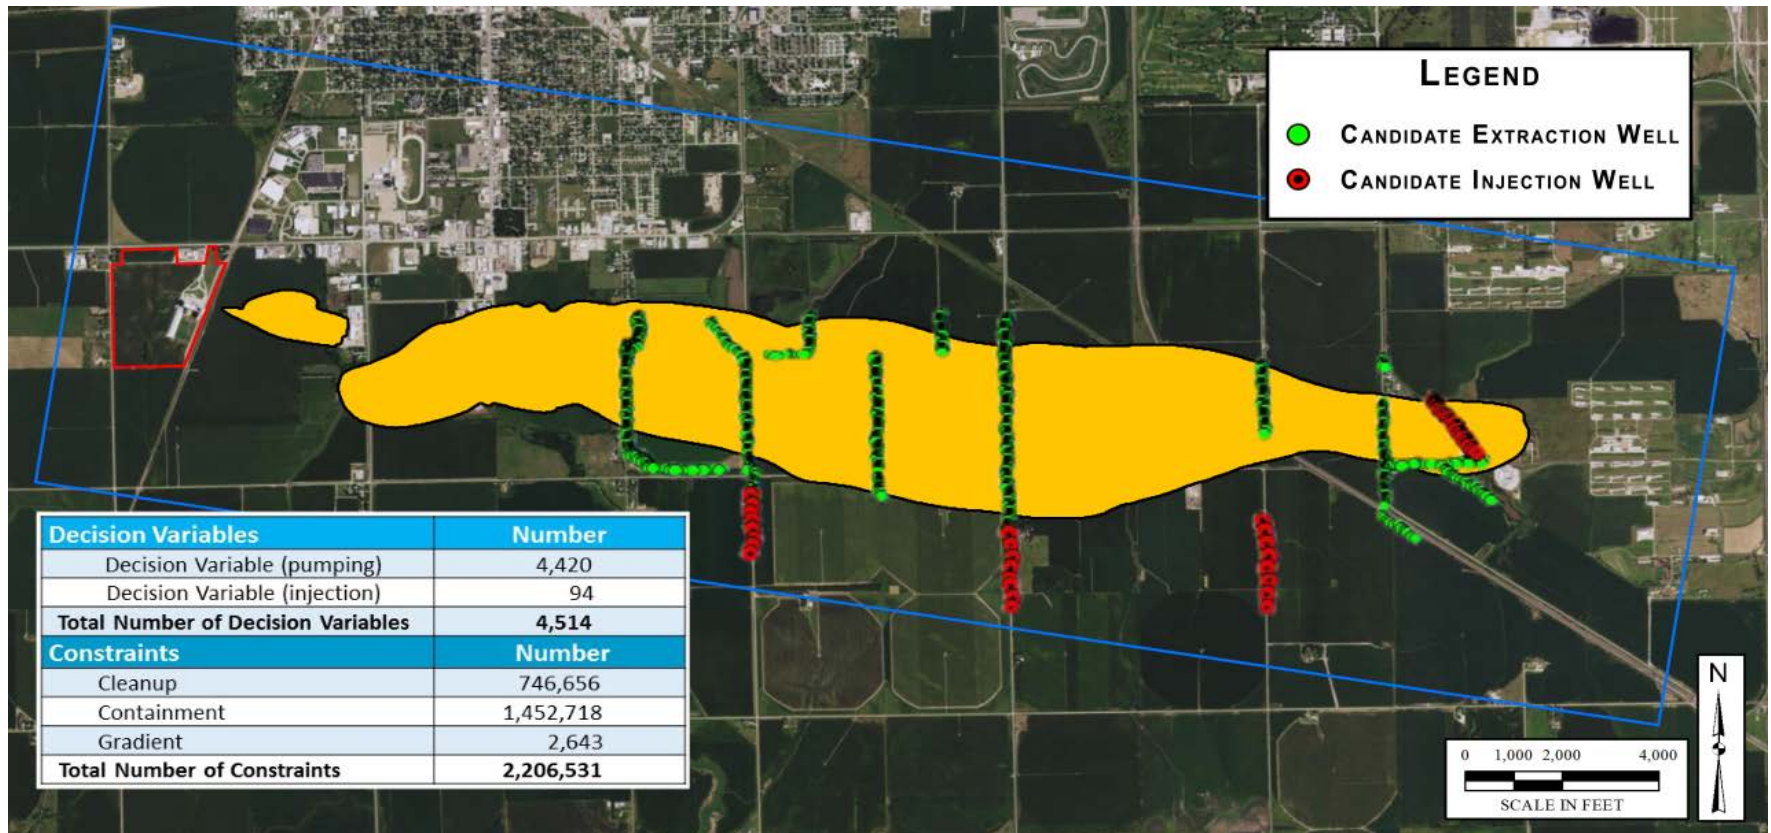 LEGEND
CANDIDATE EXTRACTION WELL
CANDIDATE INJECTION WELL
Decision Variables Number
Decision Variable (pumping) 4,420
Decision Variable (injection) 94
Total Number of Decision Variables 4,514
Constraints Number
Cleanup 746,656
Containment 1,452,718
Gradient 2,643
Total Number of Constraints 2,206,531
N
0 1,000 2,000 4,000
SCALE IN FEET